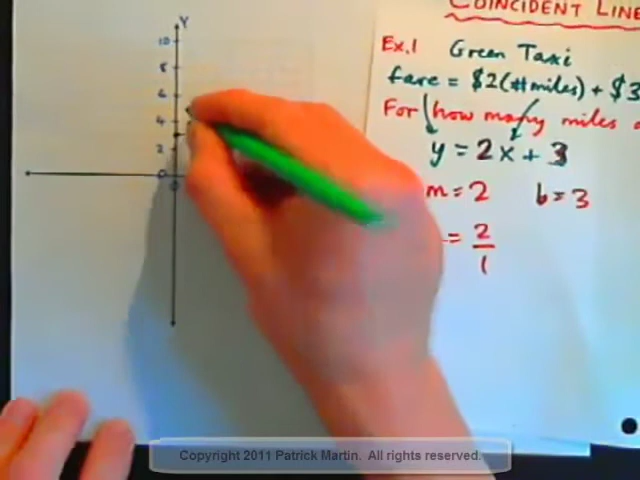 COINCIDENT LINE
Ex.1 Green Taxi
fare = $2(# miles) + $3
For how many miles
y = 2x + 3
m = 2 b = 3
= 2/1
Y
10
8
6
4
2
0
0
Copyright 2011 Patrick Martin. All rights reserved.